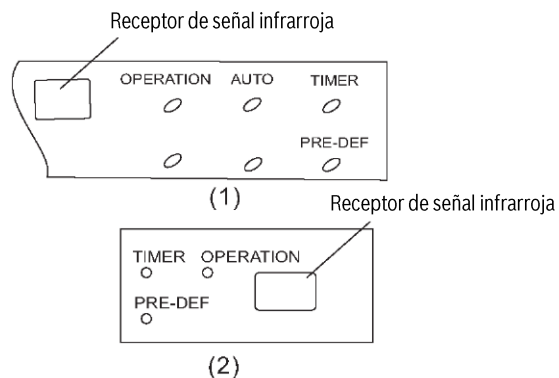 Receptor de señal infrarroja
OPERATION AUTO TIMER
PRE-DEF
(1)
Receptor de señal infrarroja
TIMER OPERATION
PRE-DEF
(2)